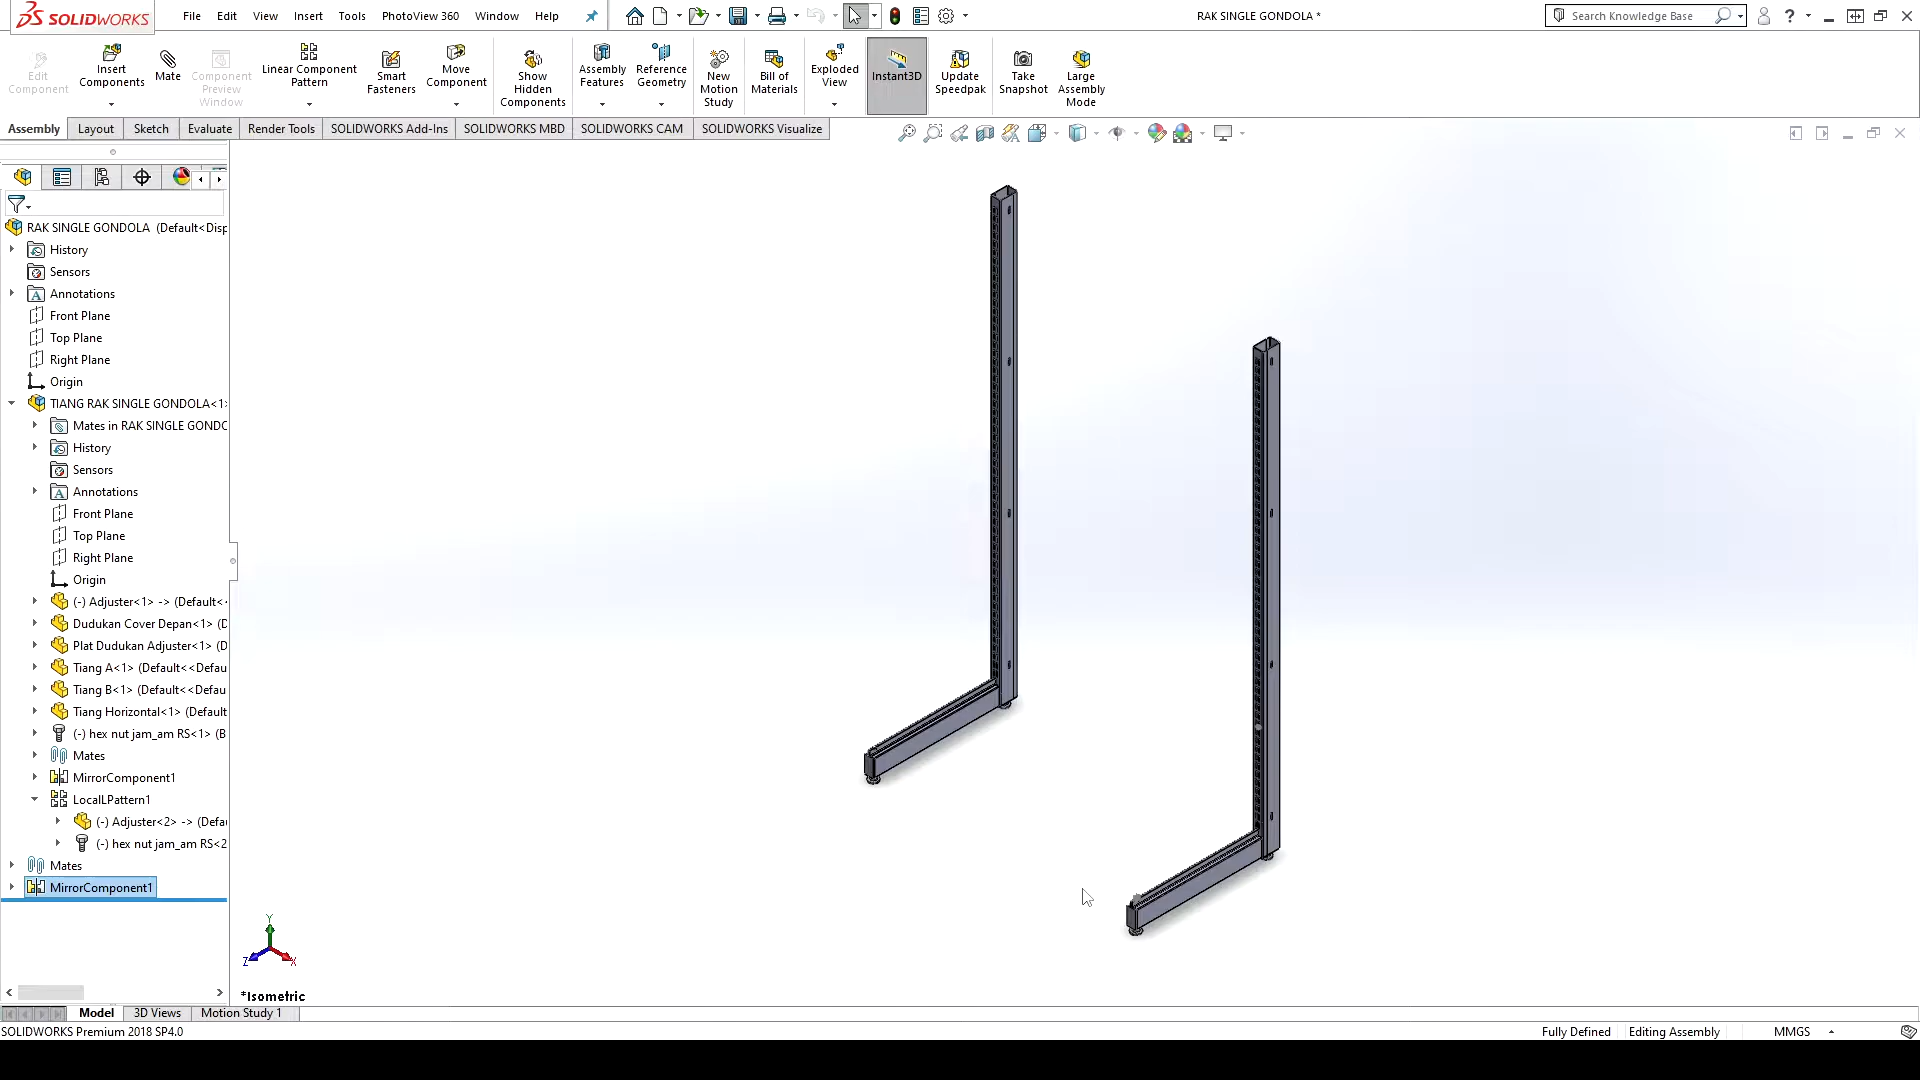 SOLIDWORKS File Edit View Insert Tools PhotoView 360 Window Help RAK SINGLE GONDOLA * Search Knowledge Base ?
Edit Component
Insert Components
Mate
Component Preview Window
Linear Component Pattern
Smart Fasteners
Move Component
Show Hidden Components
Assembly Features
Reference Geometry
New Motion Study
Bill of Materials
Exploded View
Instant3D
Update Speedpak
Take Snapshot
Large Assembly Mode
Assembly Layout Sketch Evaluate Render Tools SOLIDWORKS Add-Ins SOLIDWORKS MBD SOLIDWORKS CAM SOLIDWORKS Visualize
RAK SINGLE GONDOLA (Default<Disp
History
Sensors
A Annotations
Front Plane
Top Plane
Right Plane
Origin
TIANG RAK SINGLE GONDOLA<1>
Mates in RAK SINGLE GONDO
History
Sensors
A Annotations
Front Plane
Top Plane
Right Plane
Origin
(-) Adjuster<1> -> (Default<
Dudukan Cover Depan<1> (D
Plat Dudukan Adjuster<1> (D
Tiang A<1> (Default<<Defau
Tiang B<1> (Default<<Defau
Tiang Horizontal<1> (Default
(-) hex nut jam_am RS<1> (B
Mates
MirrorComponent1
LocalLPattern1
(-) Adjuster<2> -> (Defau
(-) hex nut jam_am RS<2
Mates
MirrorComponent1
Y
Z X
*Isometric
Model 3D Views Motion Study 1
SOLIDWORKS Premium 2018 SP4.0 Fully Defined Editing Assembly MMGS